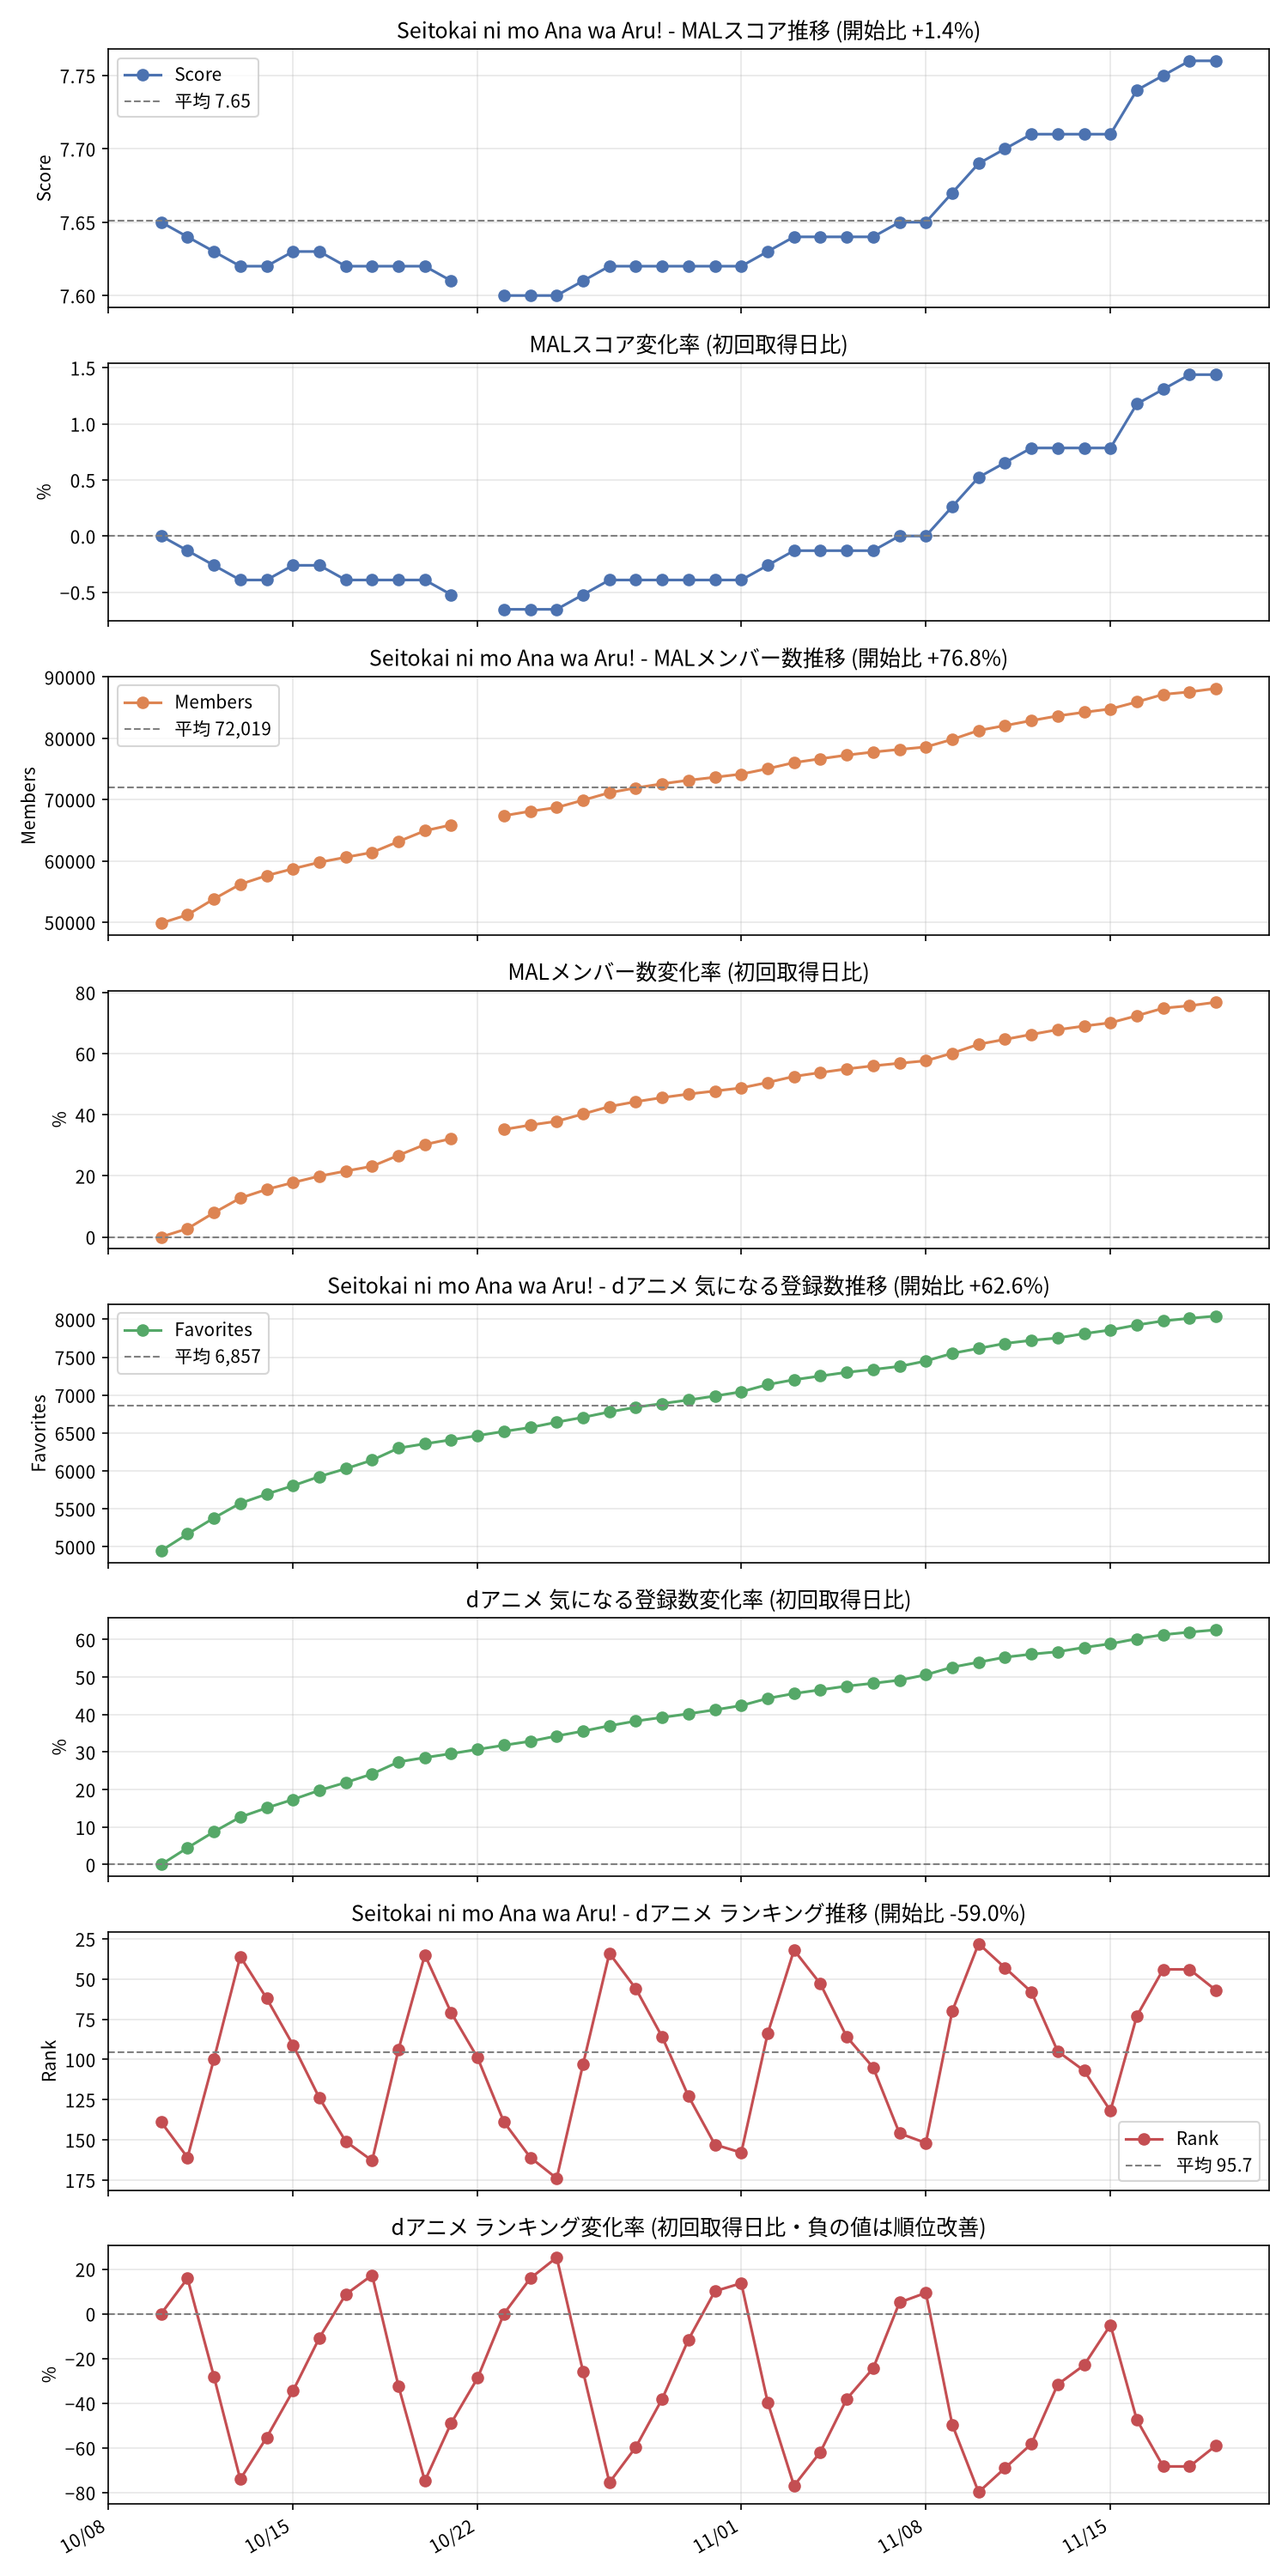 Seitokai ni mo Ana wa Aru! - MALスコア推移 (開始比 +1.4%)
Score
平均 7.65
Score
7.75
7.70
7.65
7.60
MALスコア変化率 (初回取得日比)
%
1.5
1.0
0.5
0.0
−0.5
Seitokai ni mo Ana wa Aru! - MALメンバー数推移 (開始比 +76.8%)
Members
平均 72,019
Members
90000
80000
70000
60000
50000
MALメンバー数変化率 (初回取得日比)
%
80
60
40
20
0
Seitokai ni mo Ana wa Aru! - dアニメ 気になる登録数推移 (開始比 +62.6%)
Favorites
平均 6,857
Favorites
8000
7500
7000
6500
6000
5500
5000
dアニメ 気になる登録数変化率 (初回取得日比)
%
60
50
40
30
20
10
0
Seitokai ni mo Ana wa Aru! - dアニメ ランキング推移 (開始比 -59.0%)
Rank
25
50
75
100
125
150
175
Rank
平均 95.7
dアニメ ランキング変化率 (初回取得日比・負の値は順位改善)
%
20
0
−20
−40
−60
−80
10/08
10/15
10/22
11/01
11/08
11/15